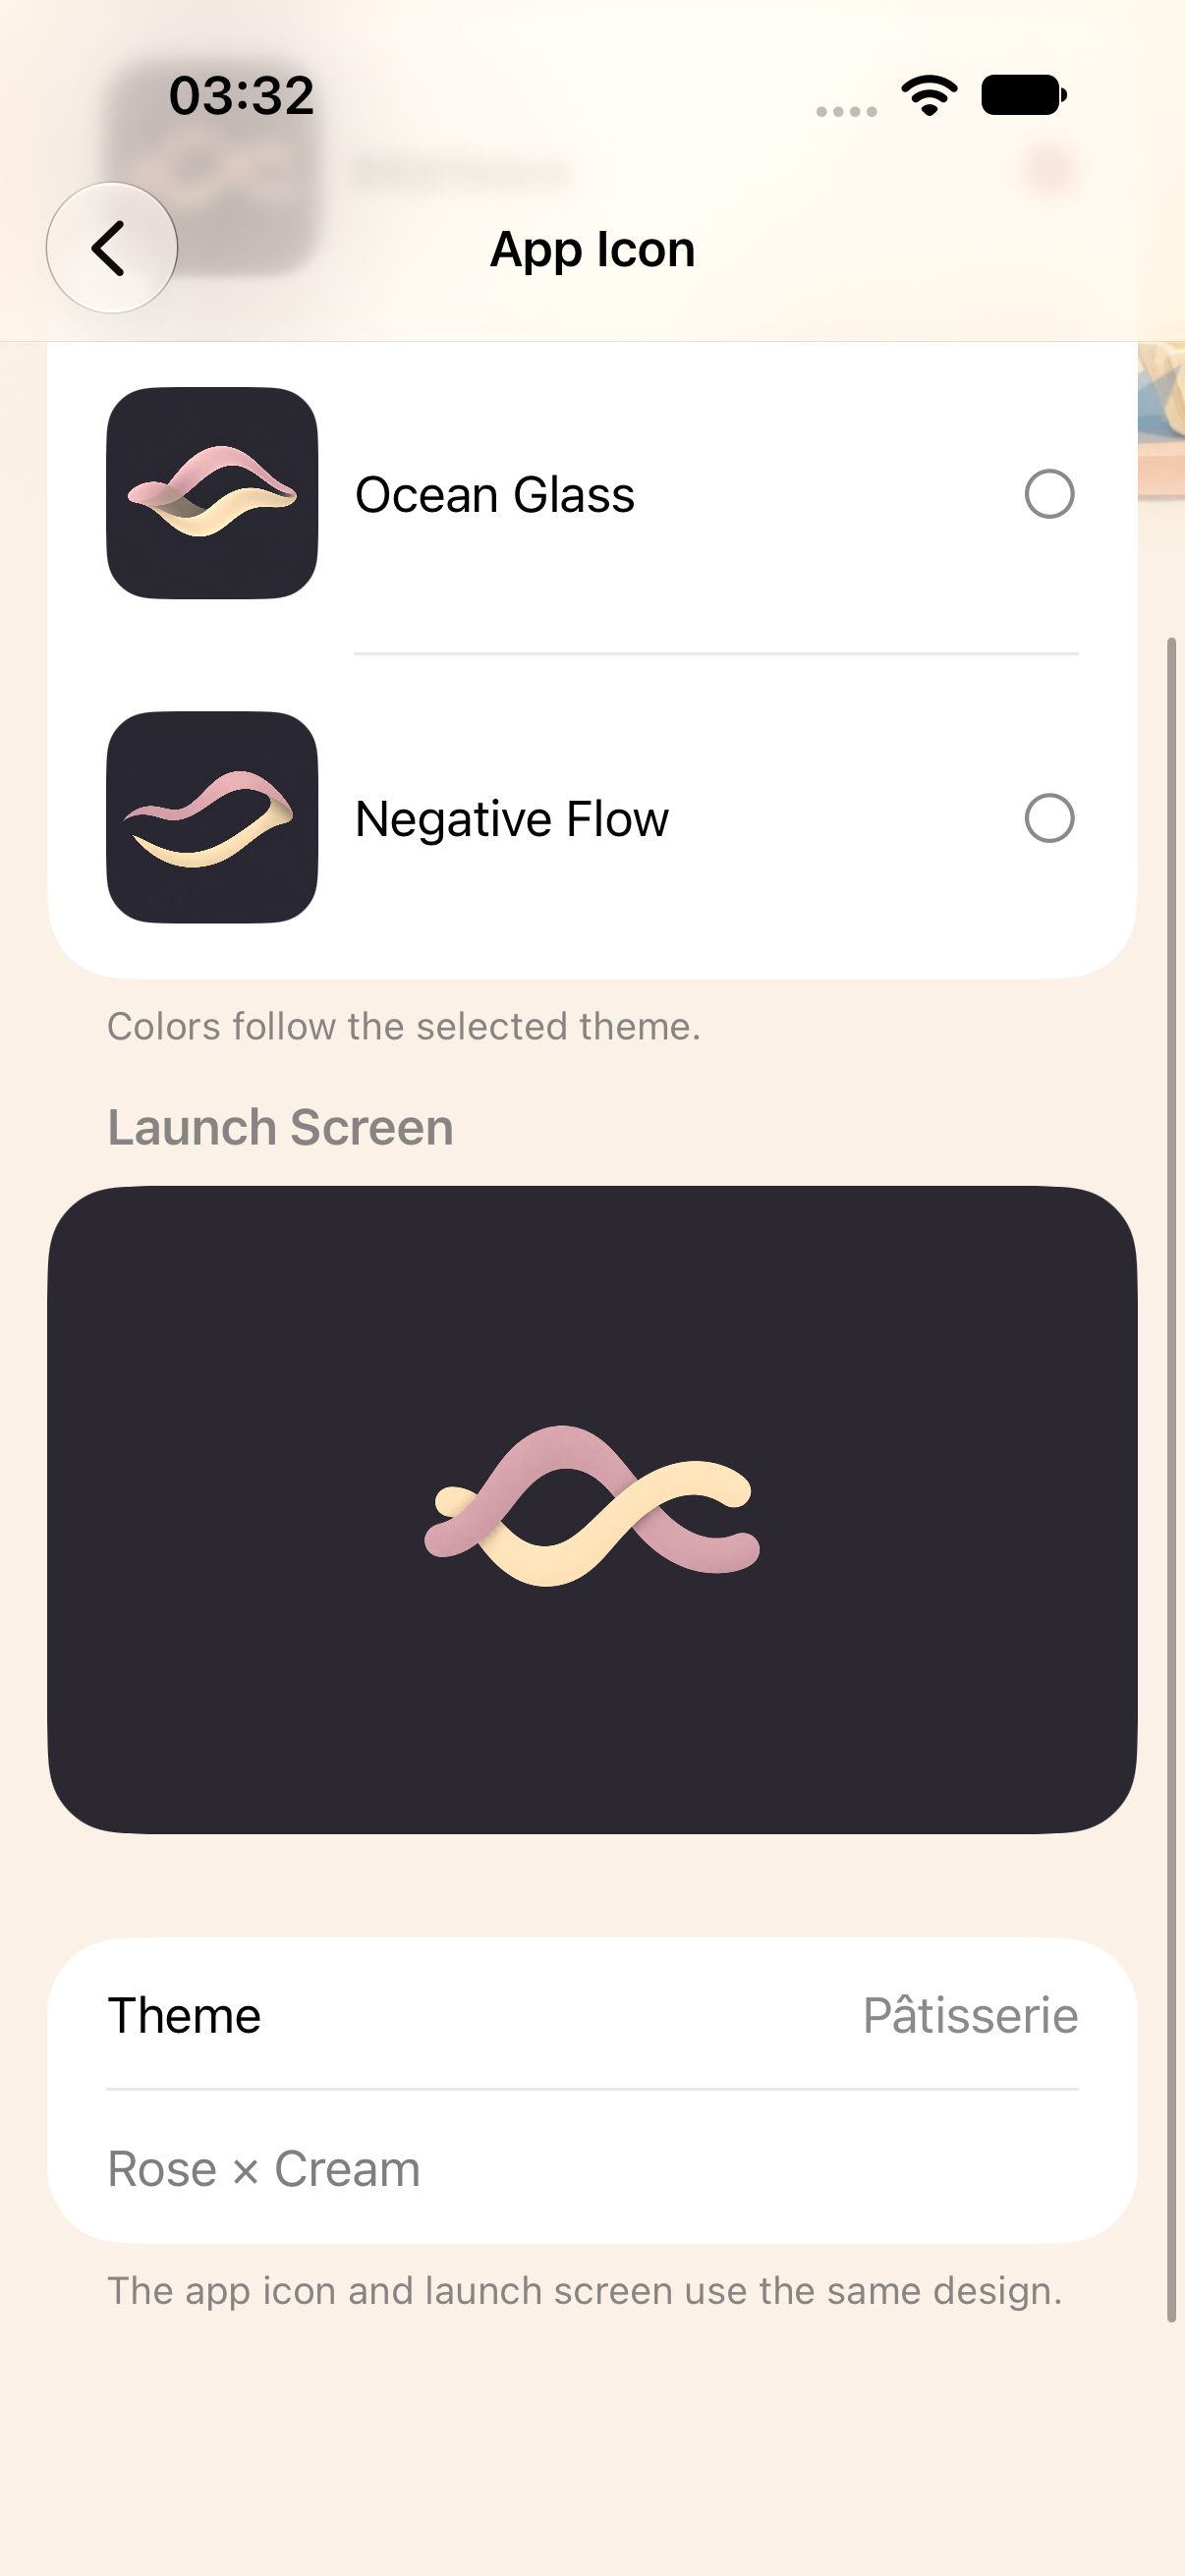 03:32
App Icon
Ocean Glass
Negative Flow
Colors follow the selected theme.
Launch Screen
Theme
Pâtisserie
Rose × Cream
The app icon and launch screen use the same design.